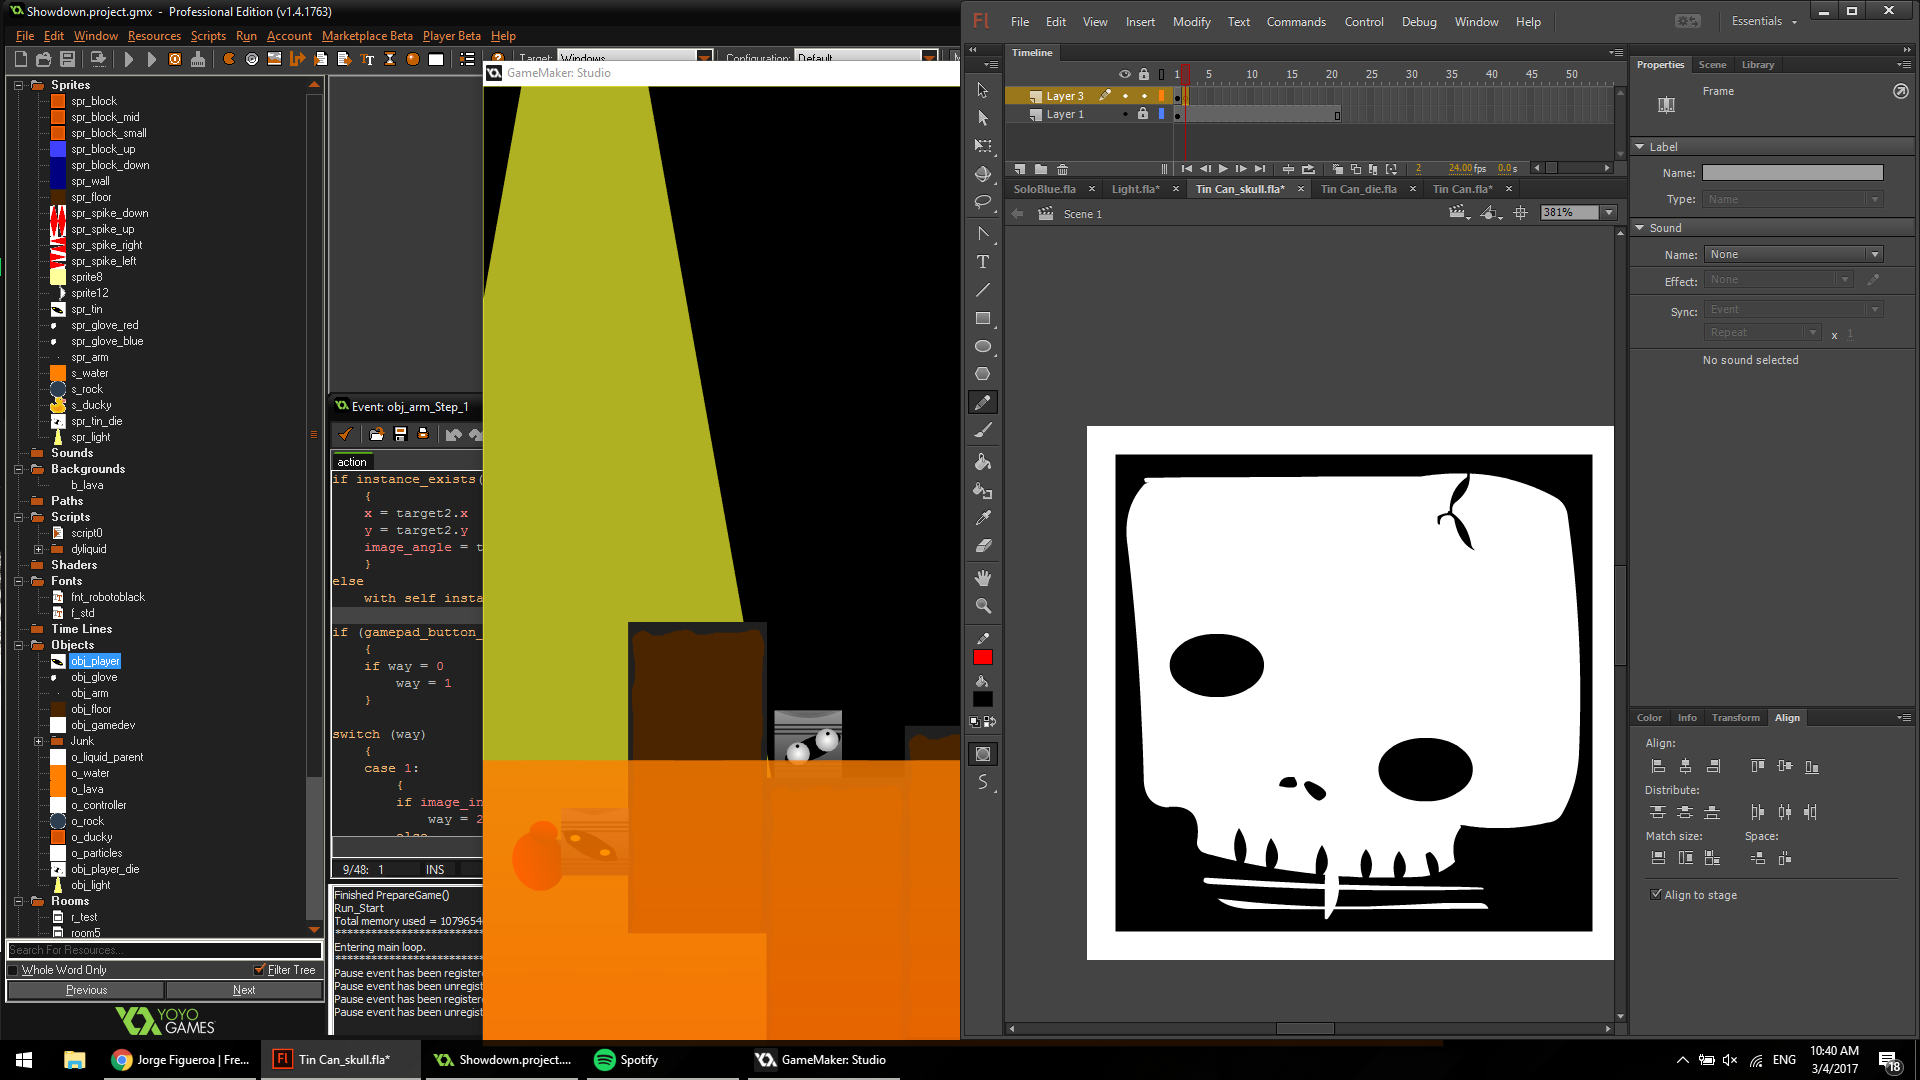 Showdown.project.gmx - Professional Edition (v1.4.1763)
File Edit Window Resources Scripts Run Account Marketplace Beta Player Beta Help
Target: Windows Configuration: Default
Sprites
spr_block
spr_block_mid
spr_block_small
spr_block_up
spr_block_down
spr_wall
spr_floor
spr_spike_down
spr_spike_up
spr_spike_right
spr_spike_left
sprite8
sprite12
spr_tin
spr_glove_red
spr_glove_blue
spr_arm
s_water
s_rock
s_ducky
spr_tin_die
spr_light
Sounds
Backgrounds
b_lava
Paths
Scripts
script0
dyliquid
Shaders
Fonts
fnt_robotoblack
f_std
Time Lines
Objects
obj_player
obj_glove
obj_arm
obj_floor
obj_gamedev
Junk
o_liquid_parent
o_water
o_lava
o_controller
o_rock
o_ducky
o_particles
obj_player_die
obj_light
Rooms
r_test
room5
Search For Resources...
Whole Word Only Filter Tree
Previous Next
YOYO GAMES
Event: obj_arm_Step_1
action
if instance_exists(
{
x = target2.x
y = target2.y
image_angle = t
}
else
with self insta
if (gamepad_button_
{
if way = 0
way = 1
}
switch (way)
{
case 1:
{
if image_in
way = 2
else
9/48: 1 INS
Finished PrepareGame()
Run_Start
Total memory used = 1079654
Entering main loop.
Pause event has been register
Pause event has been unregist
Pause event has been register
Pause event has been unregist
GameMaker: Studio
Fl File Edit View Insert Modify Text Commands Control Debug Window Help Essentials
Timeline
1 5 10 15 20 25 30 35 40 45 50
Layer 3
Layer 1
2 24.00 fps 0.0 s
SoloBlue.fla Light.fla* Tin Can_skull.fla* Tin Can_die.fla Tin Can.fla*
Scene 1 381%
Properties Scene Library
Frame
Label
Name:
Type: Name
Sound
Name: None
Effect: None
Sync: Event
Repeat x 1
No sound selected
Color Info Transform Align
Align:
Distribute:
Match size: Space:
Align to stage
Jorge Figueroa | Fre... Tin Can_skull.fla* Showdown.project.... Spotify GameMaker: Studio
ENG 10:40 AM
3/4/2017 18